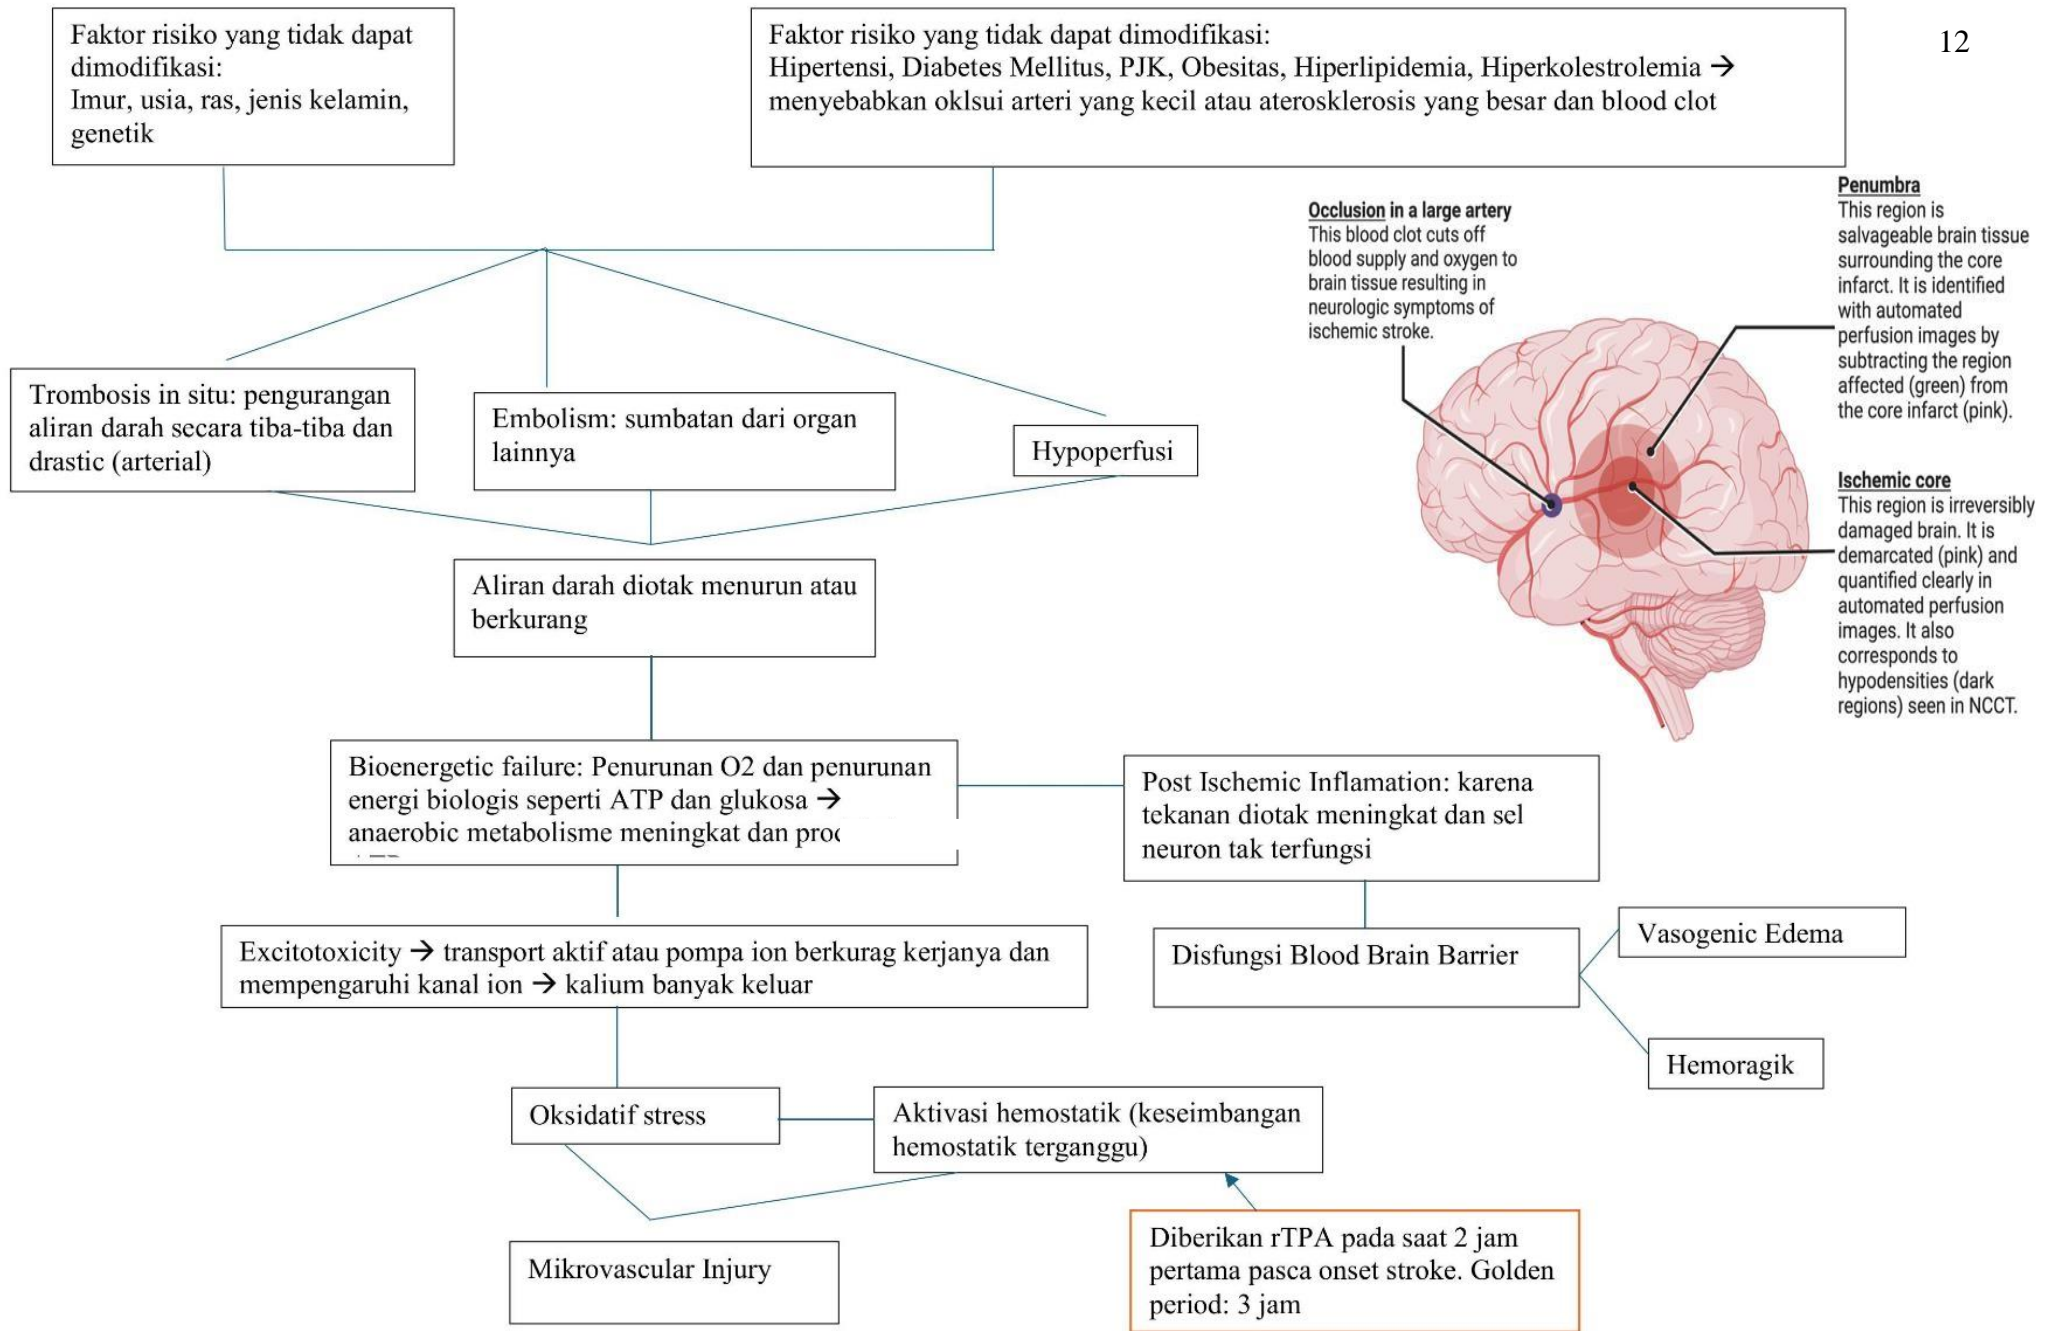 12
Faktor risiko yang tidak dapat
dimodifikasi:
Imur, usia, ras, jenis kelamin,
genetik
Faktor risiko yang tidak dapat dimodifikasi:
Hipertensi, Diabetes Mellitus, PJK, Obesitas, Hiperlipidemia, Hiperkolestrolemia →
menyebabkan oklsui arteri yang kecil atau aterosklerosis yang besar dan blood clot
Occlusion in a large artery
This blood clot cuts off
blood supply and oxygen to
brain tissue resulting in
neurologic symptoms of
ischemic stroke.
Penumbra
This region is
salvageable brain tissue
surrounding the core
infarct. It is identified
with automated
perfusion images by
subtracting the region
affected (green) from
the core infarct (pink).
Ischemic core
This region is irreversibly
damaged brain. It is
demarcated (pink) and
quantified clearly in
automated perfusion
images. It also
corresponds to
hypodensities (dark
regions) seen in NCCT.
Trombosis in situ: pengurangan
aliran darah secara tiba-tiba dan
drastic (arterial)
Embolism: sumbatan dari organ
lainnya
Hypoperfusi
Aliran darah diotak menurun atau
berkurang
Bioenergetic failure: Penurunan O2 dan penurunan
energi biologis seperti ATP dan glukosa →
anaerobic metabolisme meningkat dan
Post Ischemic Inflamation: karena
tekanan diotak meningkat dan sel
neuron tak terfungsi
Excitotoxicity → transport aktif atau pompa ion berkurag kerjanya dan
mempengaruhi kanal ion → kalium banyak keluar
Disfungsi Blood Brain Barrier
Vasogenic Edema
Hemoragik
Oksidatif stress
Aktivasi hemostatik (keseimbangan
hemostatik terganggu)
Mikrovascular Injury
Diberikan rTPA pada saat 2 jam
pertama pasca onset stroke. Golden
period: 3 jam